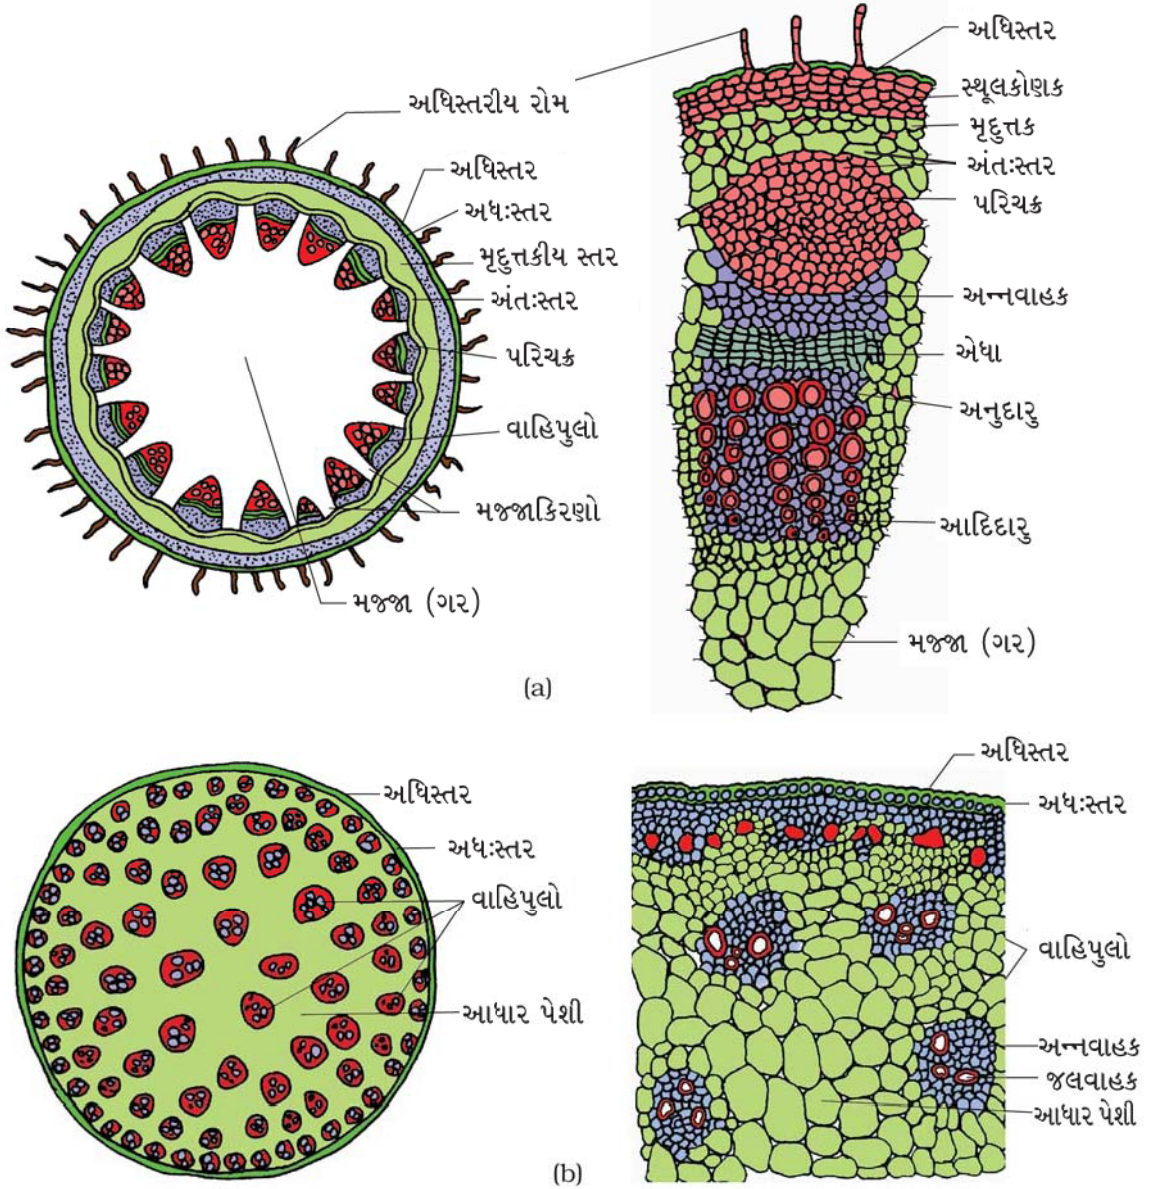 અધિસ્તરીય રોમ
અધિસ્તર
અધઃસ્તર
મૃદુત્તકીય સ્તર
અંતઃસ્તર
પરિચક્ર
વાહિપુલો
મજ્જાકિરણો
મજ્જા (ગર)
અધિસ્તર
સ્થૂલકોણક
મૃદુત્તક
અંતઃસ્તર
પરિચક્ર
અન્નવાહક
એધા
અનુદારુ
આદિદારુ
મજ્જા (ગર)
(a)
અધિસ્તર
અધઃસ્તર
વાહિપુલો
આધાર પેશી
અધિસ્તર
અધઃસ્તર
વાહિપુલો
અન્નવાહક
જલવાહક
આધાર પેશી
(b)